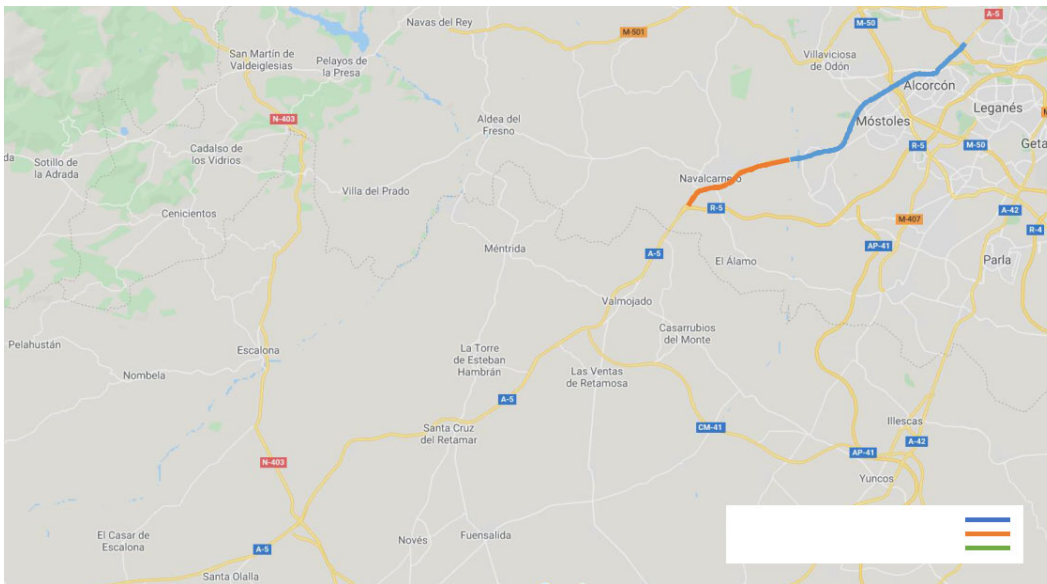 A-5
Navas del Rey
M-50
M-501
San Martín de
Valdeiglesias
Pelayos de
la Presa
Villaviciosa
de Odón
Alcorcón
Leganés
N-403
Aldea del
Fresno
Móstoles
Cadalso de
los Vidrios
R-5
M-50
Geta
da
Sotillo de
la Adrada
Villa del Prado
Navalcarnero
Cenicientos
R-5
M-407
A-42
R-4
Méntrida
A-5
AP-41
El Álamo
Parla
Valmojado
Casarrubios
del Monte
Pelahustán
Escalona
La Torre
de Esteban
Hambrán
Nombela
Las Ventas
de Retamosa
A-5
Santa Cruz
del Retamar
CM-41
Illescas
A-42
AP-41
N-403
Yuncos
El Casar de
Escalona
Novés
Fuensalida
A-5
Santa Olalla